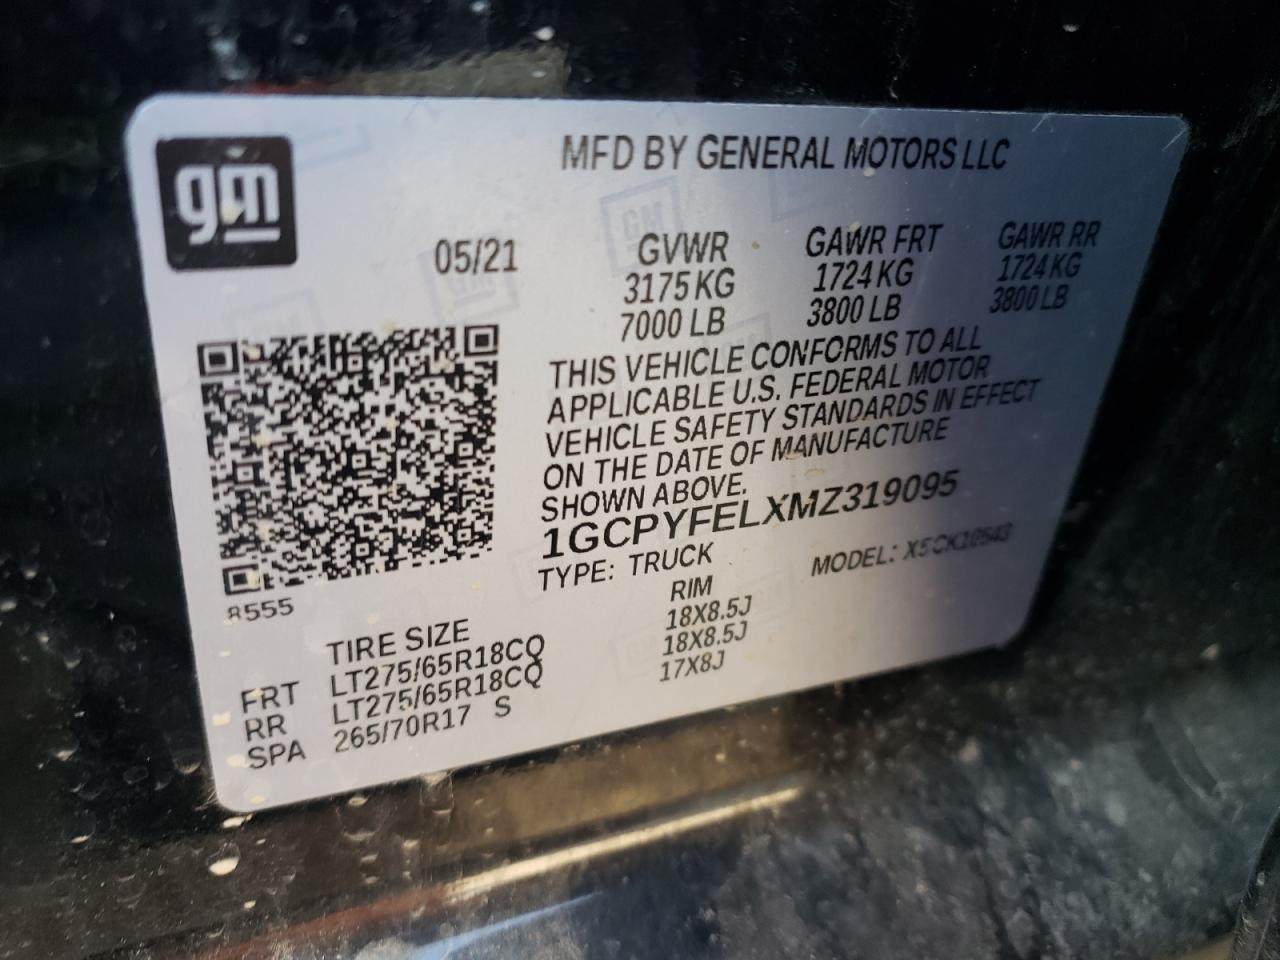 gm
MFD BY GENERAL MOTORS LLC
05/21
GVWR
3175 KG
7000 LB
GAWR FRT
1724 KG
3800 LB
GAWR RR
1724 KG
3800 LB
THIS VEHICLE CONFORMS TO ALL
APPLICABLE U.S. FEDERAL MOTOR
VEHICLE SAFETY STANDARDS IN EFFECT
ON THE DATE OF MANUFACTURE
SHOWN ABOVE.
1GCPYFELXMZ319095
TYPE: TRUCK
MODEL: X5CK10543
8555
TIRE SIZE
RIM
FRT LT275/65R18CQ 18X8.5J
RR LT275/65R18CQ 18X8.5J
SPA 265/70R17 S 17X8J